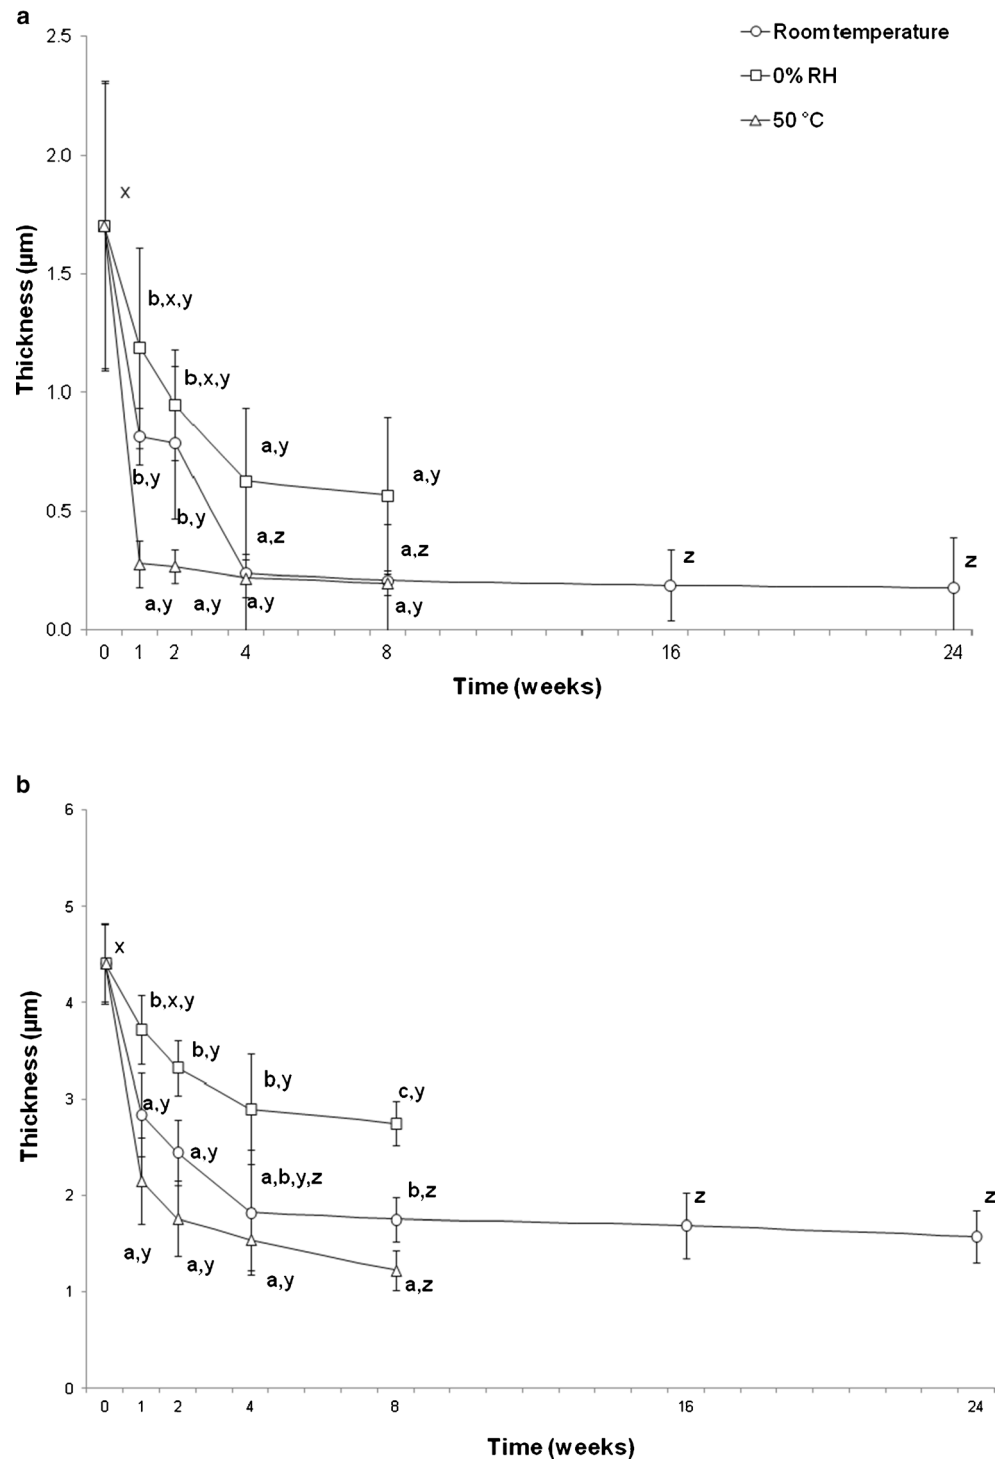 a
2.5
Room temperature
0% RH
50 °C
2.0
x
1.5
b,x,y
b,x,y
1.0
a,y
a,y
b,y
b,y
0.5
a,z
a,z
z
z
a,y
a,y
a,y
a,y
0.0
0 1 2 4 8 16 24
Thickness (µm)
Time (weeks)
b
6
5
x
4
b,x,y
b,y
b,y
c,y
3
a,y
a,y
a,b,y,z
b,z
z
z
2
a,y
a,y
a,y
a,z
1
0
0 1 2 4 8 16 24
Thickness (µm)
Time (weeks)